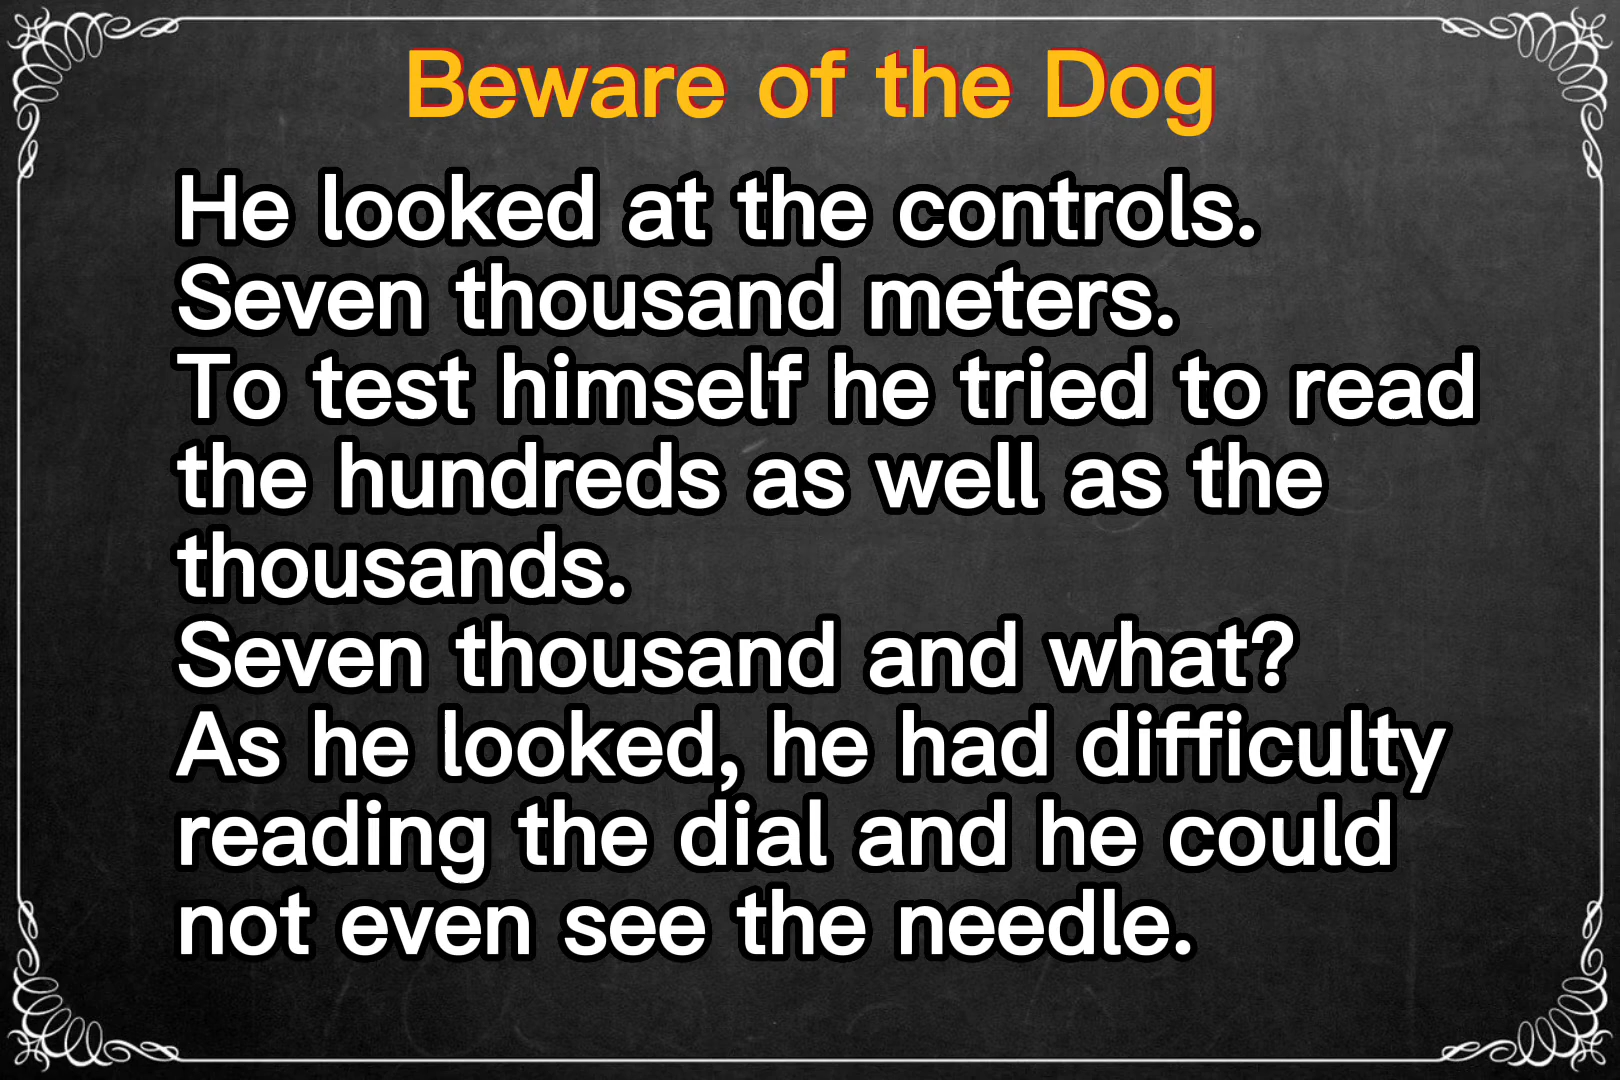 Beware of the Dog
He looked at the controls.
Seven thousand meters.
To test himself he tried to read
the hundreds as well as the
thousands.
Seven thousand and what?
As he looked, he had difficulty
reading the dial and he could
not even see the needle.